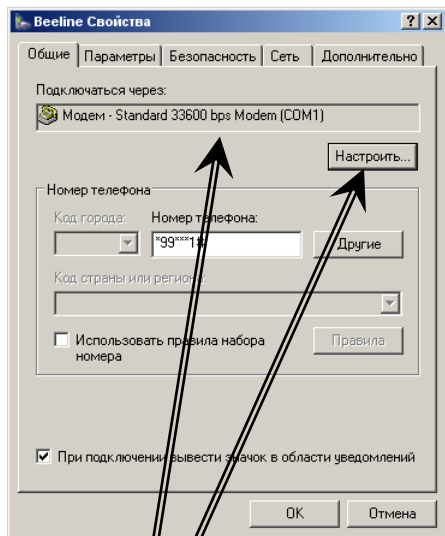 Beeline Свойства
Общие Параметры Безопасность Сеть Дополнительно
Подключаться через:
Модем - Standard 33600 bps Modem (COM1)
Настроить...
Номер телефона
Код города: Номер телефона:
*99***1# Другие
Код страны или региона:
Использовать правила набора номера Правила
При подключении вывести значок в области уведомлений
OK Отмена